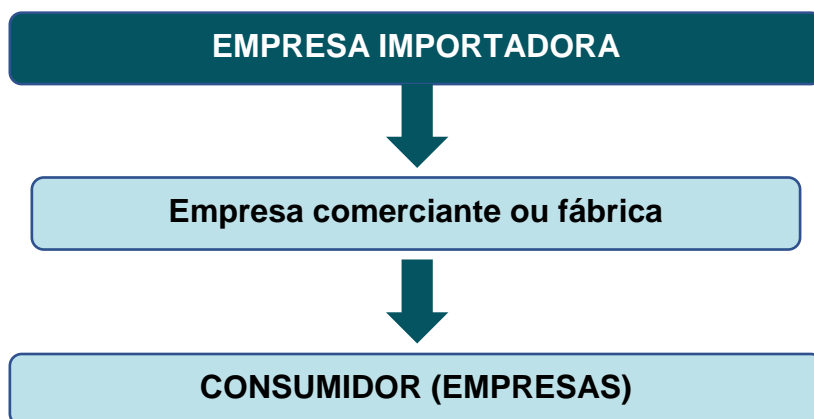 EMPRESA IMPORTADORA
Empresa comerciante ou fábrica
CONSUMIDOR (EMPRESAS)